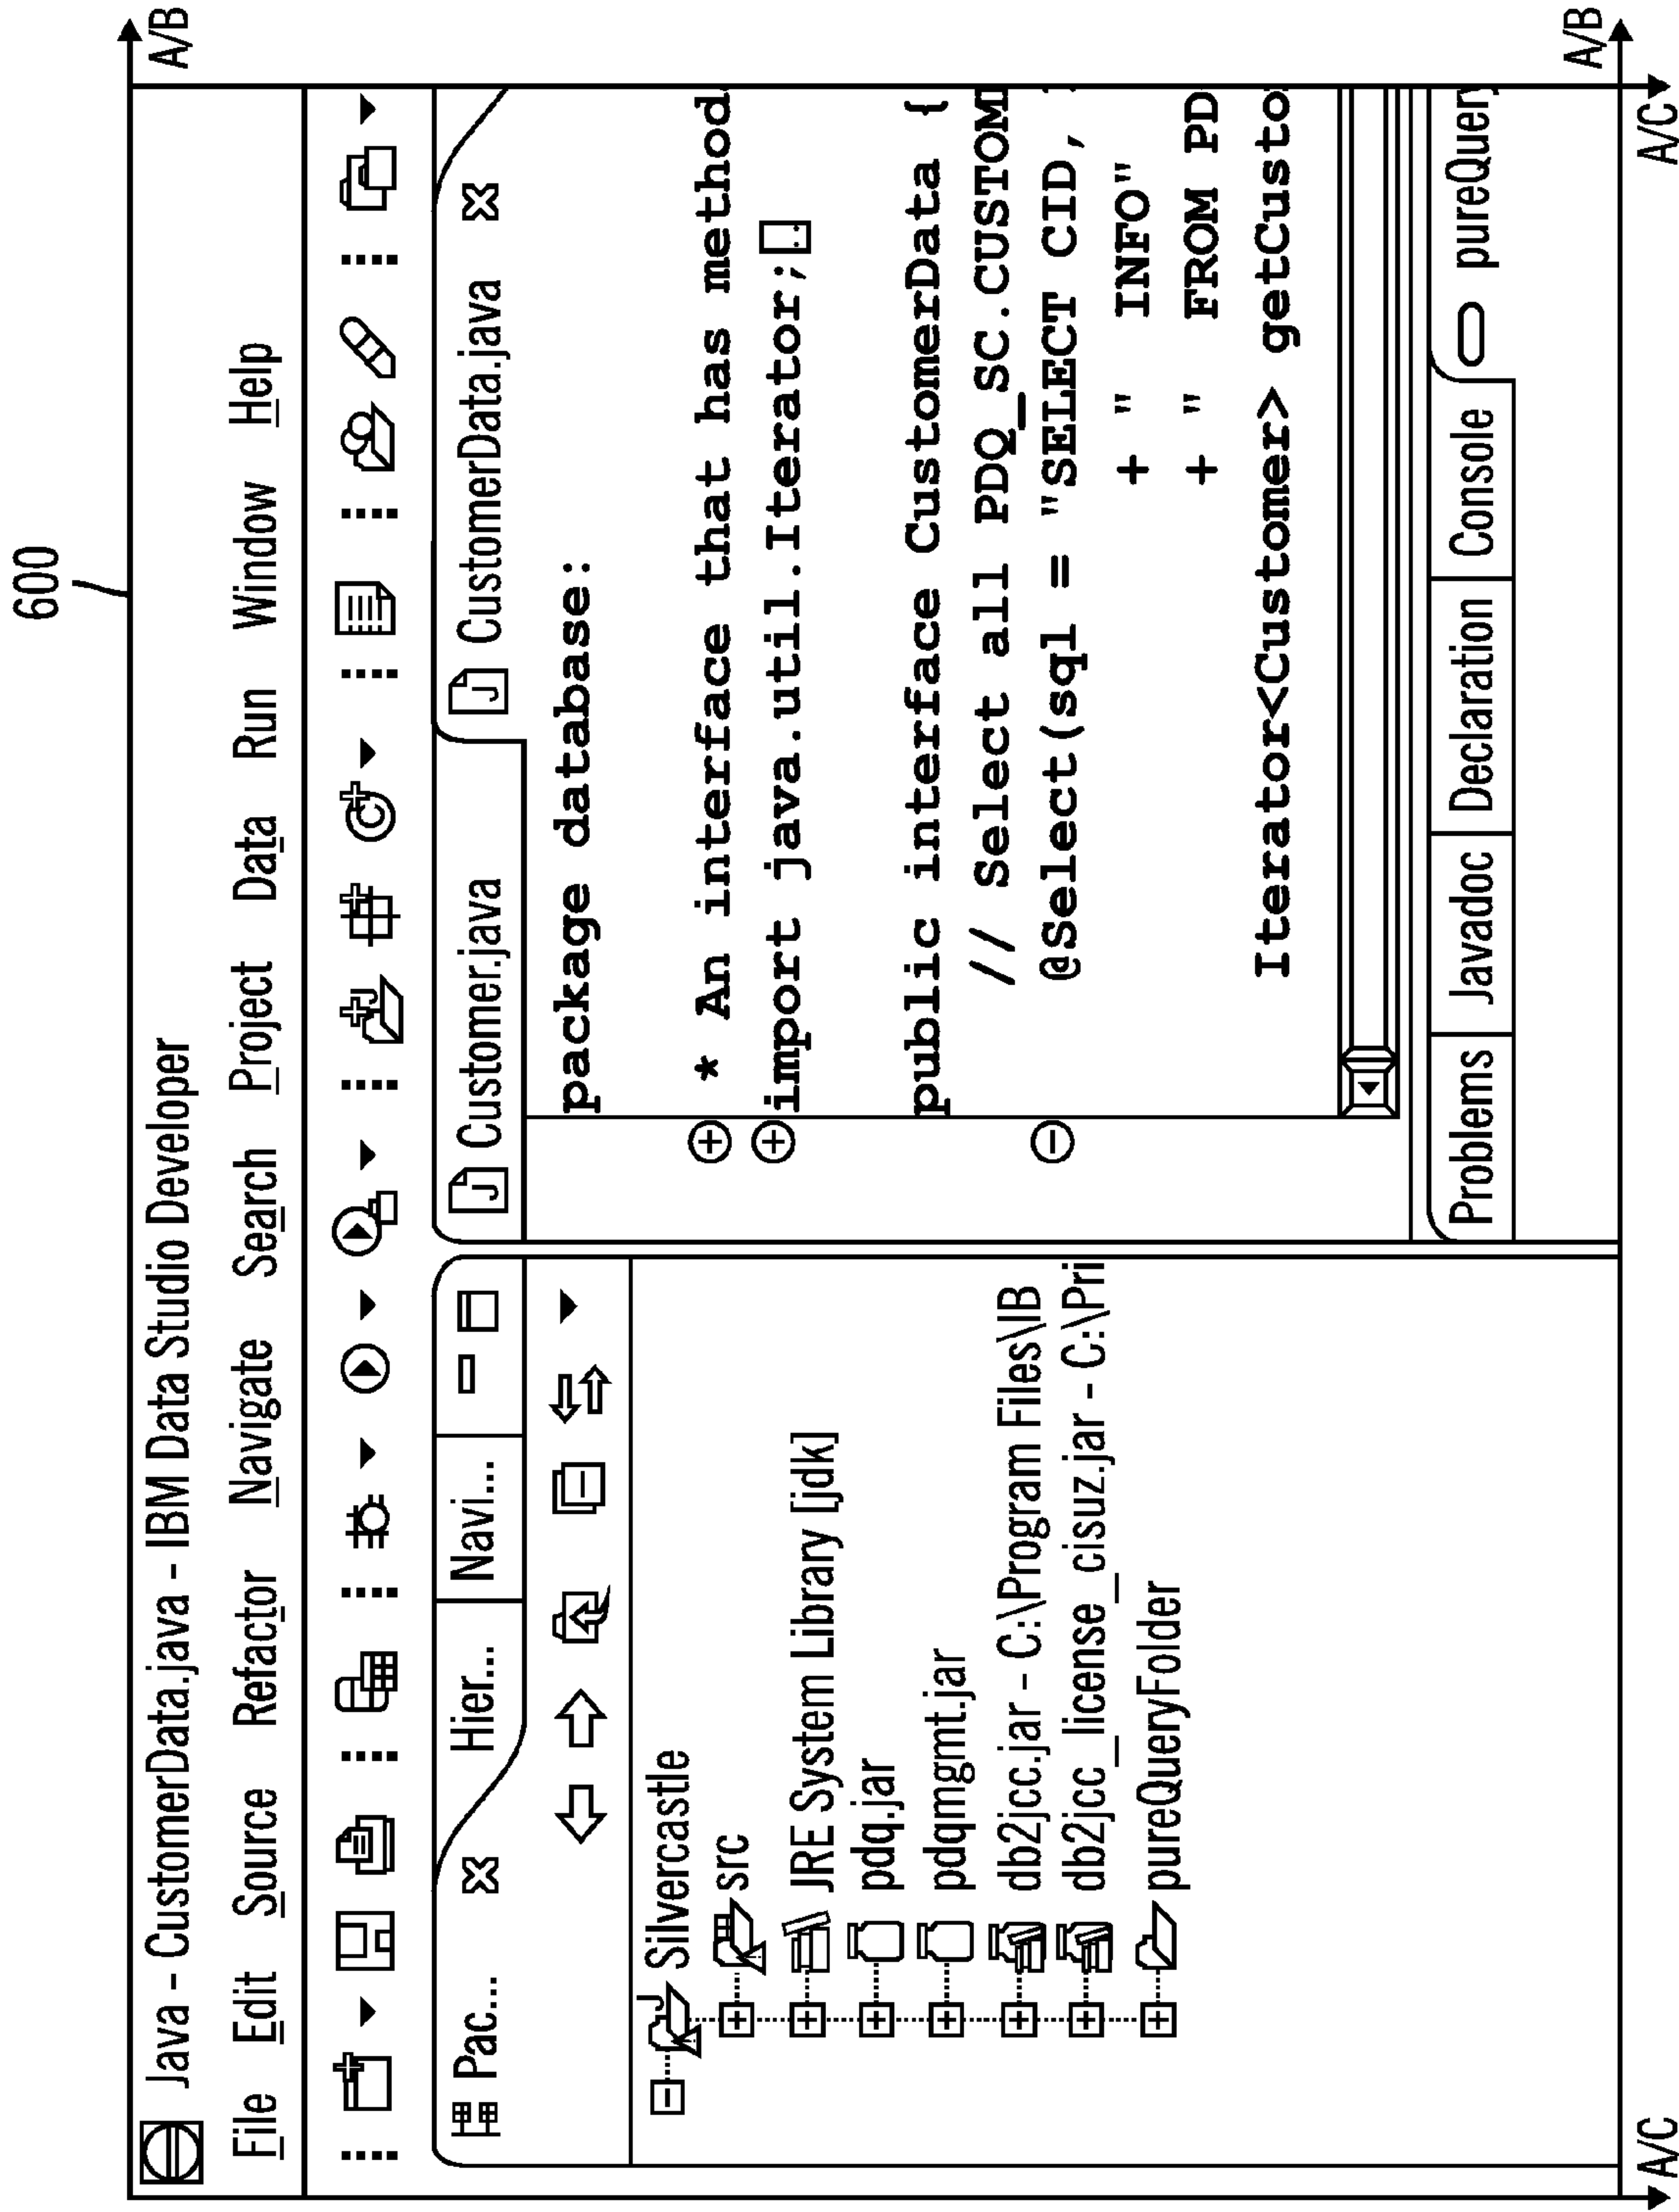 600
A/B
Java - CustomerData.java - IBM Data Studio Developer
File Edit Source Refactor Navigate Search Project Data Run Window Help
Pac... Hier... Navi...
Customer.java CustomerData.java
Silvercastle
src
JRE System Library [jdk]
pdq.jar
pdqmgmt.jar
db2jcc.jar - C:\Program Files\IB
db2jcc_license_cisuz.jar - C:\Pri
pureQueryFolder
package database:
* An interface that has method
import java.util.Iterator;
public interface CustomerData {
// Select all PDQ_SC.CUSTOM
@Select(sql = "SELECT CID,
+ " INFO"
+ " FROM PD
Iterator<Customer> getCusto
Problems Javadoc Declaration Console pureQuery
A/B
A/C A/C